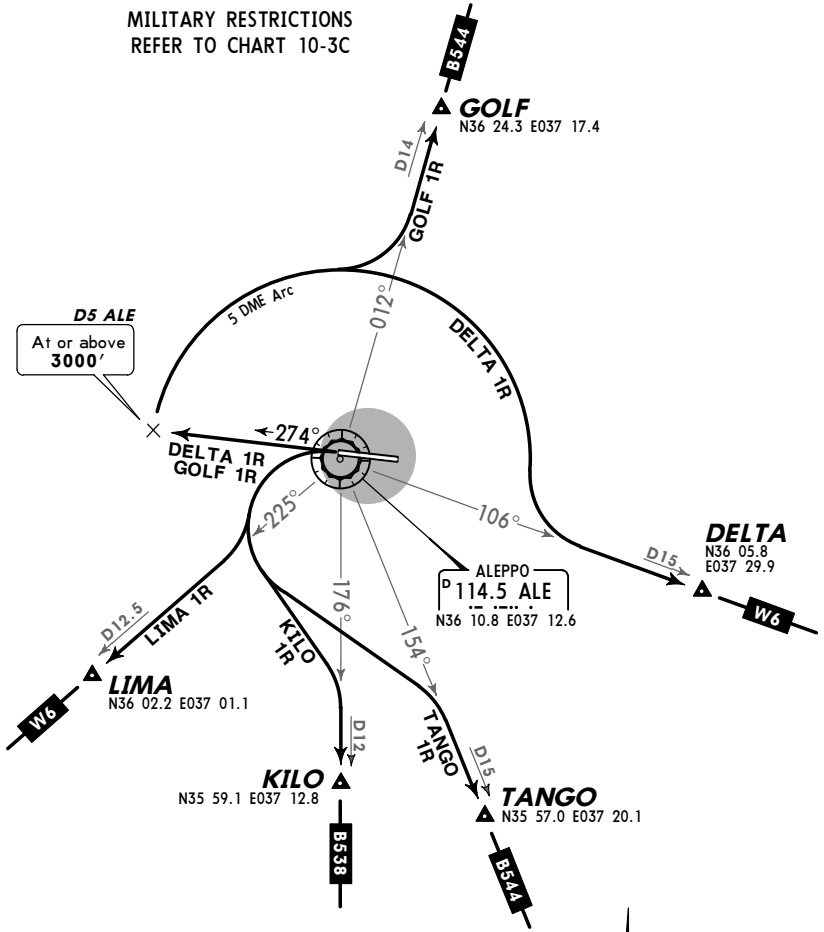 MILITARY RESTRICTIONS
REFER TO CHART 10-3C
B544
GOLF
N36 24.3 E037 17.4
D14
GOLF 1R
012°
5 DME Arc
DELTA 1R
D5 ALE
At or above
3000'
274°
DELTA 1R
GOLF 1R
225°
106°
DELTA
N36 05.8
E037 29.9
D15
W6
ALEPPO
D 114.5 ALE
N36 10.8 E037 12.6
176°
154°
D12.5
LIMA 1R
LIMA
N36 02.2 E037 01.1
W6
KILO
1R
D12
KILO
N35 59.1 E037 12.8
B538
TANGO
1R
D15
TANGO
N35 57.0 E037 20.1
B544